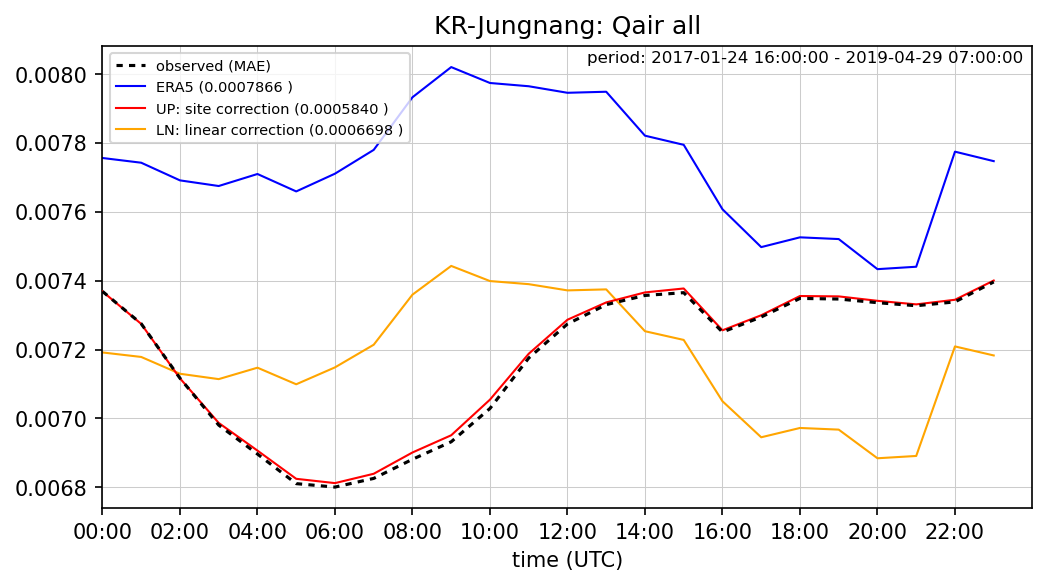 KR-Jungnang: Qair all
period: 2017-01-24 16:00:00 - 2019-04-29 07:00:00
observed (MAE)
ERA5 (0.0007866 )
UP: site correction (0.0005840 )
LN: linear correction (0.0006698 )
0.0080
0.0078
0.0076
0.0074
0.0072
0.0070
0.0068
00:00 02:00 04:00 06:00 08:00 10:00 12:00 14:00 16:00 18:00 20:00 22:00
time (UTC)